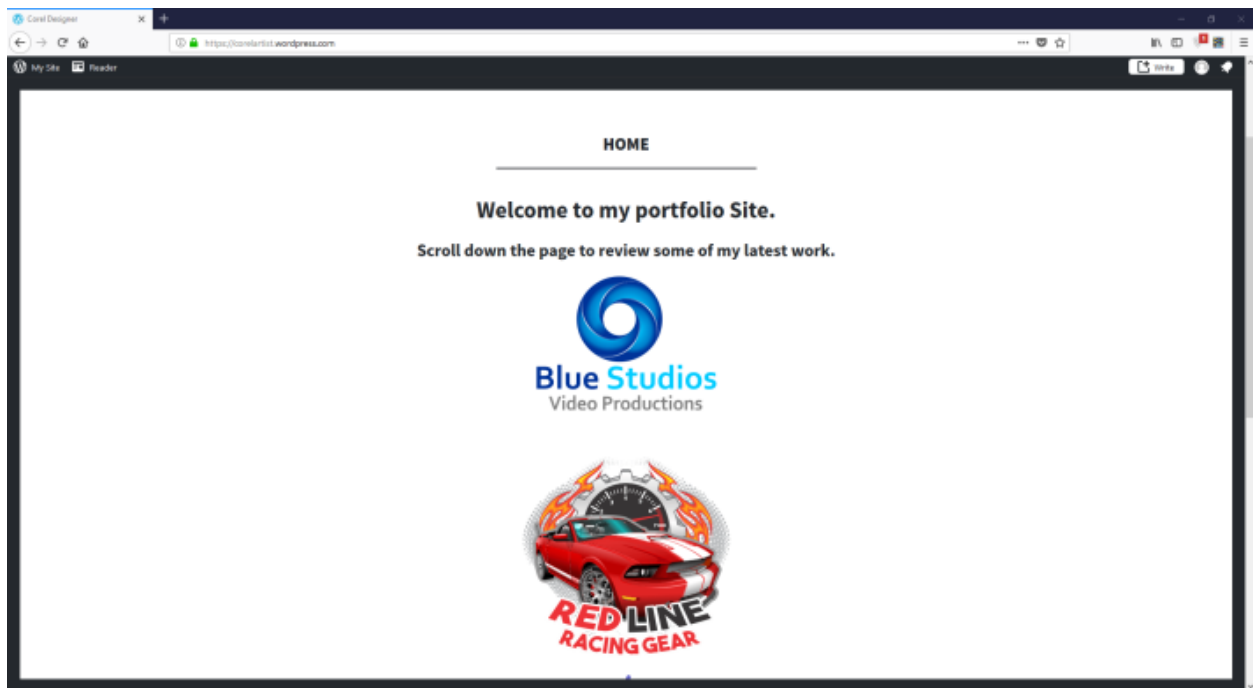 Corel Designer
https://corelartist.wordpress.com
My Site Reader Write
HOME
Welcome to my portfolio Site.
Scroll down the page to review some of my latest work.
Blue Studios
Video Productions
RED LINE
RACING GEAR